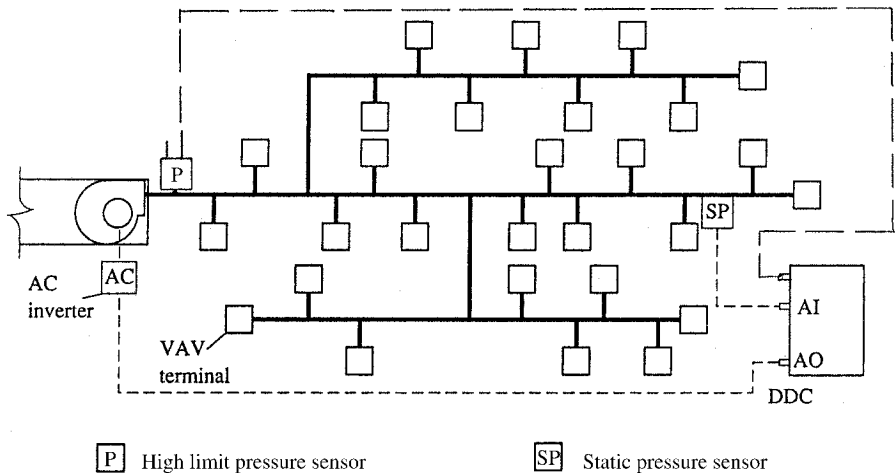 P
SP
AC
AC
inverter
AI
VAV
terminal
AO
DDC
P High limit pressure sensor
SP Static pressure sensor